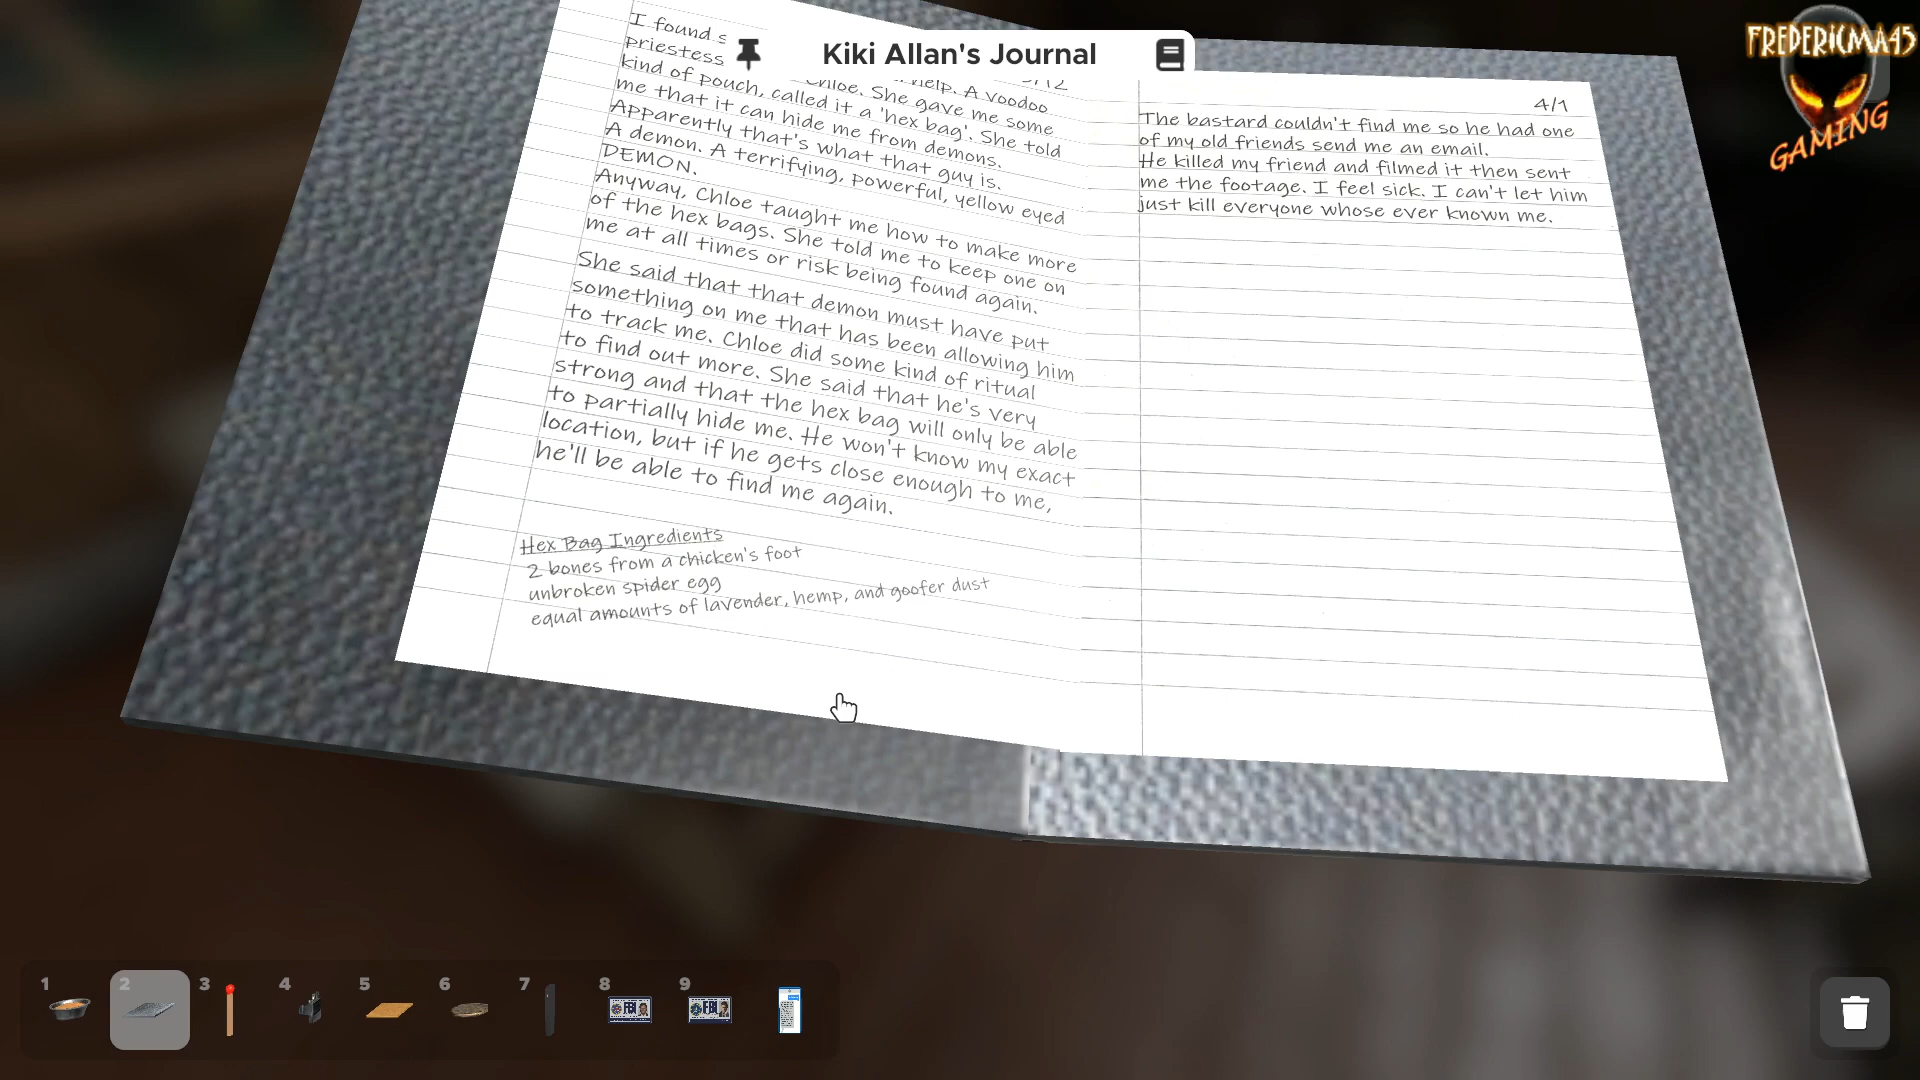 Kiki Allan's Journal
FREDERICMA45
GAMING
I found
priestess Chloe. She gave me some
kind of pouch, called it a 'hex bag'. She told
me that it can hide me from demons.
Apparently that's what that guy is.
A demon. A terrifying, powerful, yellow eyed
DEMON.
Anyway, Chloe taught me how to make more
of the hex bags. She told me to keep one on
me at all times or risk being found again.
She said that that demon must have put
something on me that has been allowing him
to track me. Chloe did some kind of ritual
to find out more. She said that he's very
strong and that the hex bag will only be able
to partially hide me. He won't know my exact
location, but if he gets close enough to me,
he'll be able to find me again.
Hex Bag Ingredients
2 bones from a chicken's foot
unbroken spider egg
equal amounts of lavender, hemp, and goofer dust
help. A voodoo
4/1
The bastard couldn't find me so he had one
of my old friends send me an email.
He killed my friend and filmed it then sent
me the footage. I feel sick. I can't let him
just kill everyone whose ever known me.
1 2 3 4 5 6 7 8 9
FBI FBI